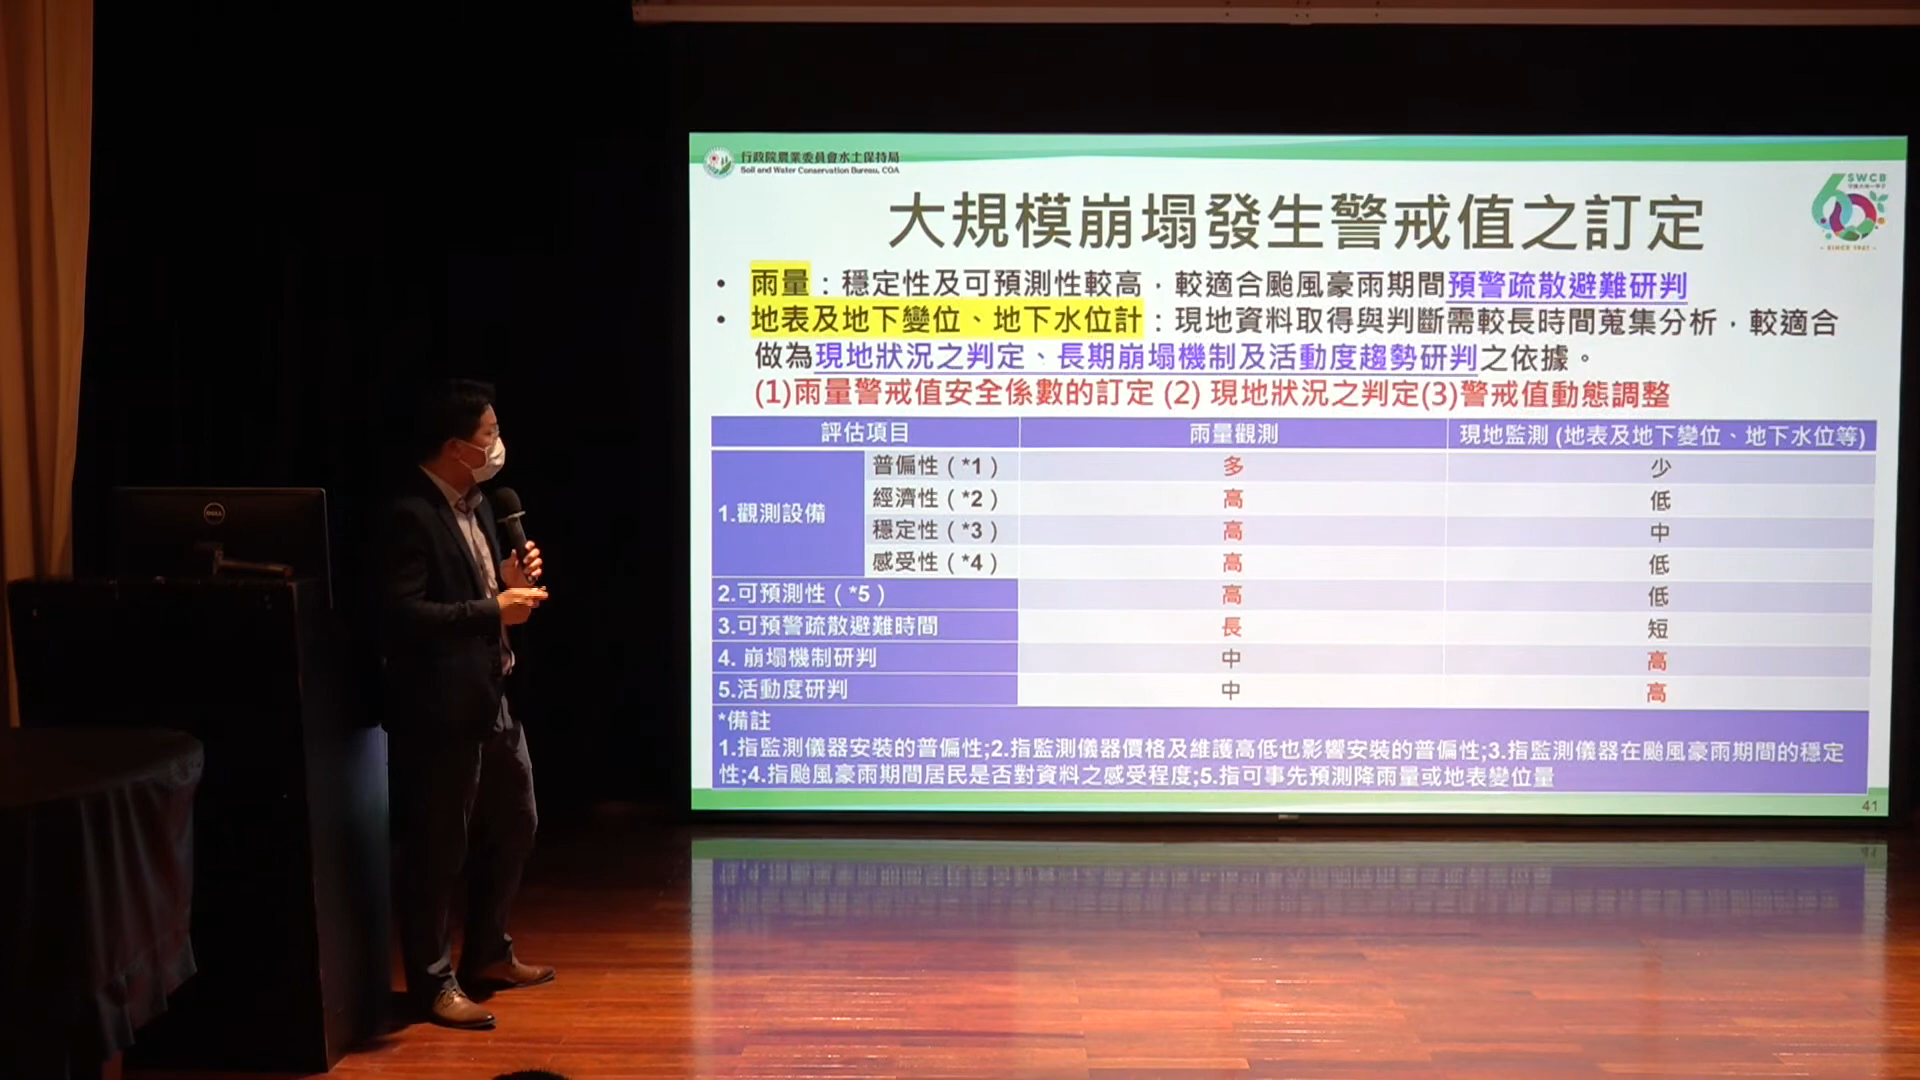 行政院農業委員會水土保持局
Soil and Water Conservation Bureau, COA
SWCB
60
SINCE 1961
大規模崩塌發生警戒值之訂定
• 雨量：穩定性及可預測性較高，較適合颱風豪雨期間預警疏散避難研判
• 地表及地下變位、地下水位計：現地資料取得與判斷需較長時間蒐集分析，較適合
做為現地狀況之判定、長期崩塌機制及活動度趨勢研判之依據。
(1)雨量警戒值安全係數的訂定 (2) 現地狀況之判定(3)警戒值動態調整
評估項目 雨量觀測 現地監測 (地表及地下變位、地下水位等)
1.觀測設備
普偏性 ( *1 ) 多 少
經濟性 ( *2 ) 高 低
穩定性 ( *3 ) 高 中
感受性 ( *4 ) 高 低
2.可預測性 ( *5 ) 高 低
3.可預警疏散避難時間 長 短
4. 崩塌機制研判 中 高
5.活動度研判 中 高
*備註
1.指監測儀器安裝的普偏性;2.指監測儀器價格及維護高低也影響安裝的普偏性;3.指監測儀器在颱風豪雨期間的穩定
性;4.指颱風豪雨期間居民是否對資料之感受程度;5.指可事先預測降雨量或地表變位量
41
DELL